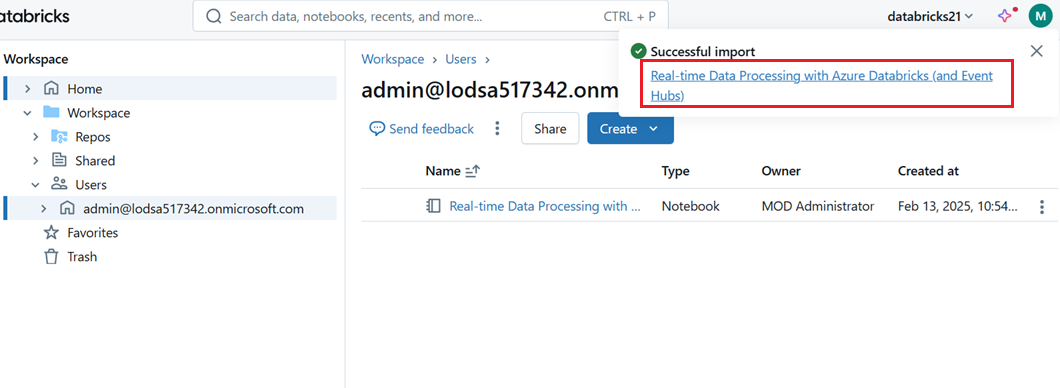 atabricks
Search data, notebooks, recents, and more...
CTRL + P
databricks21
M
Workspace
Home
Workspace
Repos
Shared
Users
admin@lodsa517342.onmicrosoft.com
Favorites
Trash
Workspace > Users >
admin@lodsa517342.onm
Send feedback
Share
Create
Name
Type
Owner
Created at
Real-time Data Processing with ...
Notebook
MOD Administrator
Feb 13, 2025, 10:54...
Successful import
Real-time Data Processing with Azure Databricks (and Event
Hubs)